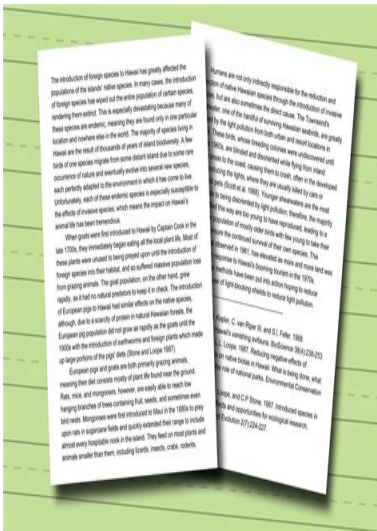 The introduction of foreign species to Hawaii has greatly affected the
populations of the islands' native species. In many cases, the introduction
of foreign species has wiped out the entire population of certain species,
rendering them extinct. This is especially devastating because many of
these species are endemic, meaning they are found only in one particular
location and nowhere else in the world. The majority of species living in
Hawaii are the result of thousands of years of island biodiversity. A few
birds of one species migrate from some distant island due to some rare
occurrence of nature and eventually evolve into several new species,
each perfectly adapted to the environment in which it has come to live.
Unfortunately, each of these endemic species is especially susceptible to
the effects of invasive species, which means the impact on Hawaii's
animal life has been tremendous.
When goats were first introduced to Hawaii by Captain Cook in the
late 1700s, they immediately began eating all the local plant life. Most of
these plants were unused to being preyed upon until the introduction of
foreign species into their habitat, and so suffered massive population loss
from grazing animals. The goat population, on the other hand, grew
rapidly, as it had no natural predators to keep it in check. The introduction
of European pigs to Hawaii had similar effects on the native species,
although, due to a scarcity of protein in native Hawaiian forests, the
European pig population did not grow as rapidly as the goats until the
1900s with the introduction of earthworms and foreign plants which made
up large portions of the pigs' diets (Stone and Loope 1987).
European pigs and goats are both primarily grazing animals,
meaning their diet consists mostly of plant life found near the ground.
Rats, mice, and mongooses, however, are easily able to reach low
hanging branches of trees containing fruit, seeds, and sometimes even
bird nests. Mongooses were first introduced to Maui in the 1880s to prey
upon rats in sugarcane fields and quickly extended their range to include
almost every hospitable nook in the island. They feed on most plants and
animals smaller than them, including lizards, insects, crabs, rodents,
Humans are not only indirectly responsible for the reduction and
of native Hawaiian species through the introduction of invasive
but are also sometimes the direct cause. The Townsend's
one of the handful of surviving Hawaiian seabirds, are greatly
by the light pollution from both urban and resort locations in
These birds, whose breeding colonies were undiscovered until
1960s, are blinded and disoriented while flying from inland
to the coast, causing them to crash, often in the developed
producing the lights, where they are usually killed by cars or
pets (Scott et al. 1988). Younger shearwaters are the most
to being disoriented by light pollution; therefore, the majority
this way are too young to have reproduced, leading to a
population of mostly older birds with few young to take their
the continued survival of their own species. This
observed in 1961, has elevated as more and more land was
response to Hawaii's booming tourism in the 1970s.
methods have been put into action hoping to reduce
use of light-blocking shields to reduce light pollution.
Kepler, C. van Riper III, and S.I. Fefer. 1988.
Hawaii's vanishing avifauna. BioScience 38(4):238-253.
L.L. Loope. 1987. Reducing negative effects of
on native biota in Hawaii: What is being done, what
the role of national parks. Environmental Conservation
Loope, and C.P Stone. 1987. Introduced species in
and opportunities for ecological research.
Evolution 2(7):224-227.